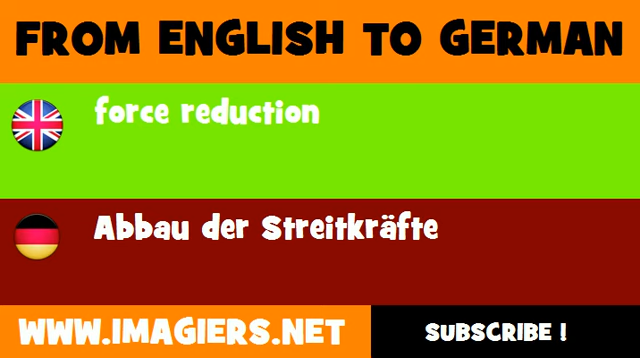 FROM ENGLISH TO GERMAN
force reduction
Abbau der Streitkräfte
WWW.IMAGIERS.NET
SUBSCRIBE !